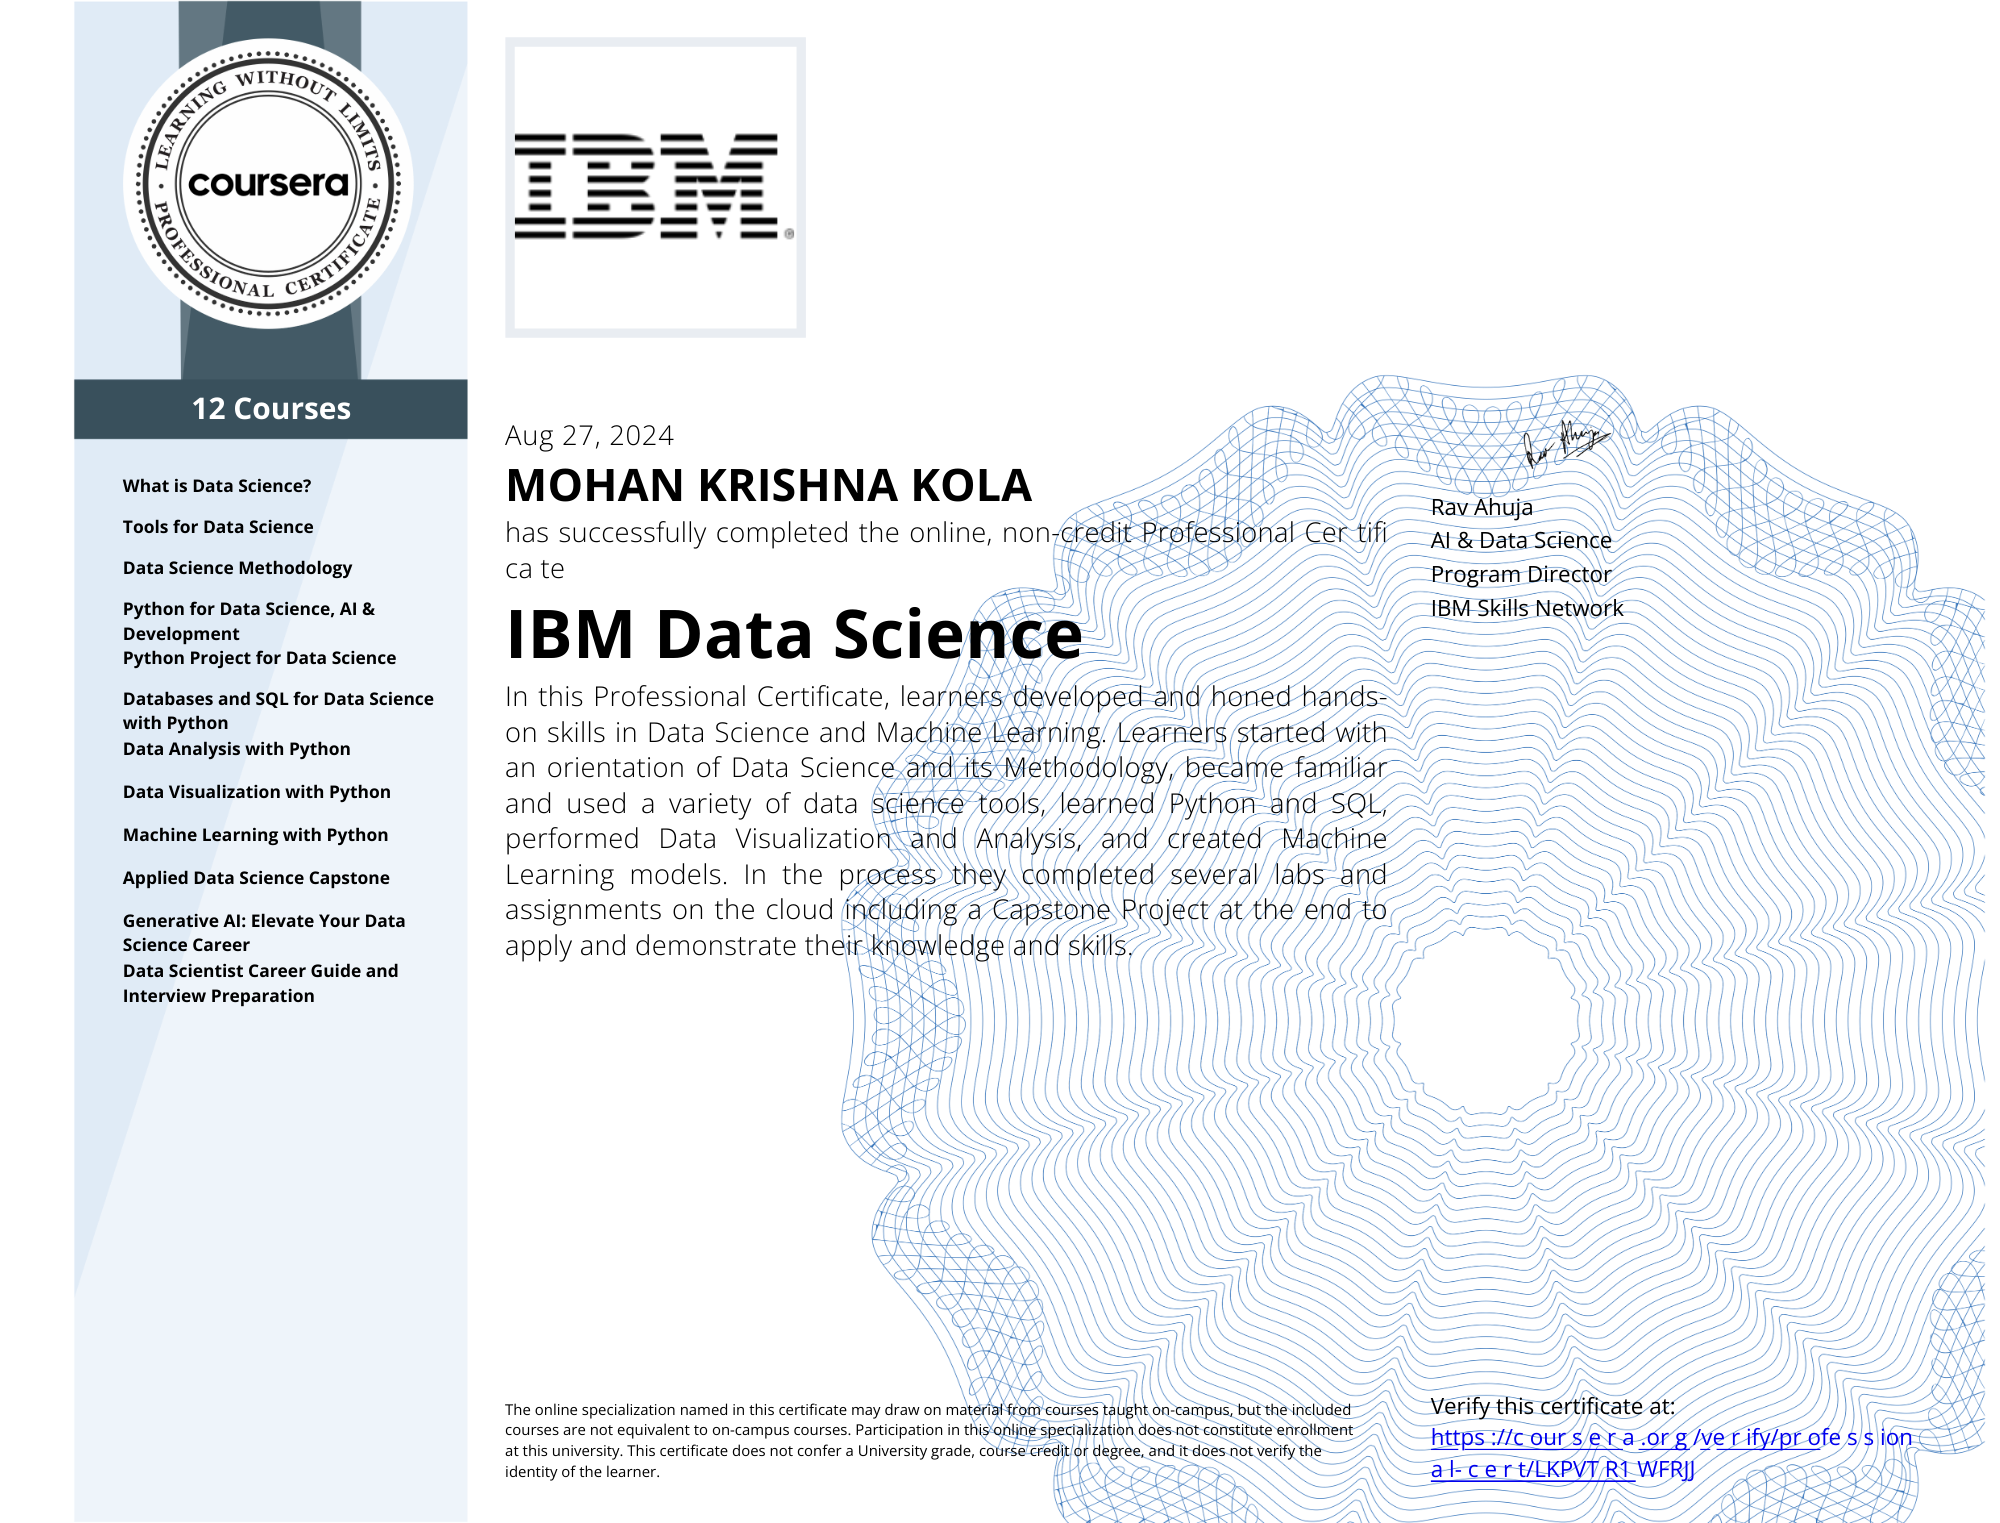 LEARNING WITHOUT LIMITS
coursera
PROFESSIONAL CERTIFICATE
12 Courses
What is Data Science?
Tools for Data Science
Data Science Methodology
Python for Data Science, AI &
Development
Python Project for Data Science
Databases and SQL for Data Science
with Python
Data Analysis with Python
Data Visualization with Python
Machine Learning with Python
Applied Data Science Capstone
Generative AI: Elevate Your Data
Science Career
Data Scientist Career Guide and
Interview Preparation
IBM®
Aug 27, 2024
MOHAN KRISHNA KOLA
has successfully completed the online, non-credit Professional Cer tifi
ca te
IBM Data Science
In this Professional Certificate, learners developed and honed hands-
on skills in Data Science and Machine Learning. Learners started with
an orientation of Data Science and its Methodology, became familiar
and used a variety of data science tools, learned Python and SQL,
performed Data Visualization and Analysis, and created Machine
Learning models. In the process they completed several labs and
assignments on the cloud including a Capstone Project at the end to
apply and demonstrate their knowledge and skills.
Rav Ahuja
Rav Ahuja
AI & Data Science
Program Director
IBM Skills Network
The online specialization named in this certificate may draw on material from courses taught on-campus, but the included
courses are not equivalent to on-campus courses. Participation in this online specialization does not constitute enrollment
at this university. This certificate does not confer a University grade, course credit or degree, and it does not verify the
identity of the learner.
Verify this certificate at:
https ://c our s e r a .or g /ve r ify/pr ofe s s ion
a l- c e r t/LKPVT R1 WFRJJ